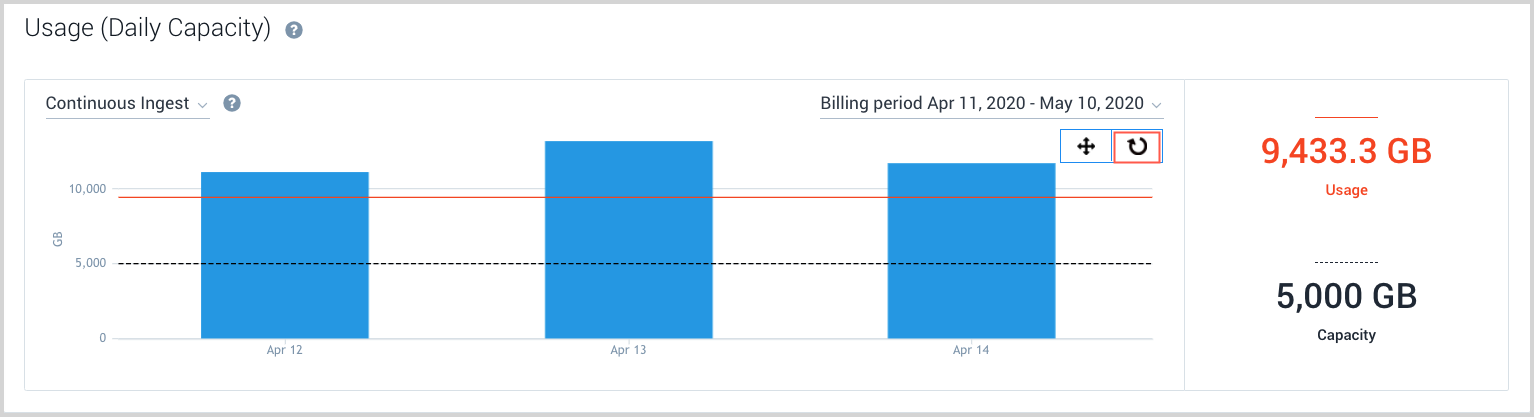 Usage (Daily Capacity) ?
Continuous Ingest ?
Billing period Apr 11, 2020 - May 10, 2020
10,000
5,000
0
GB
Apr 12
Apr 13
Apr 14
9,433.3 GB
Usage
5,000 GB
Capacity